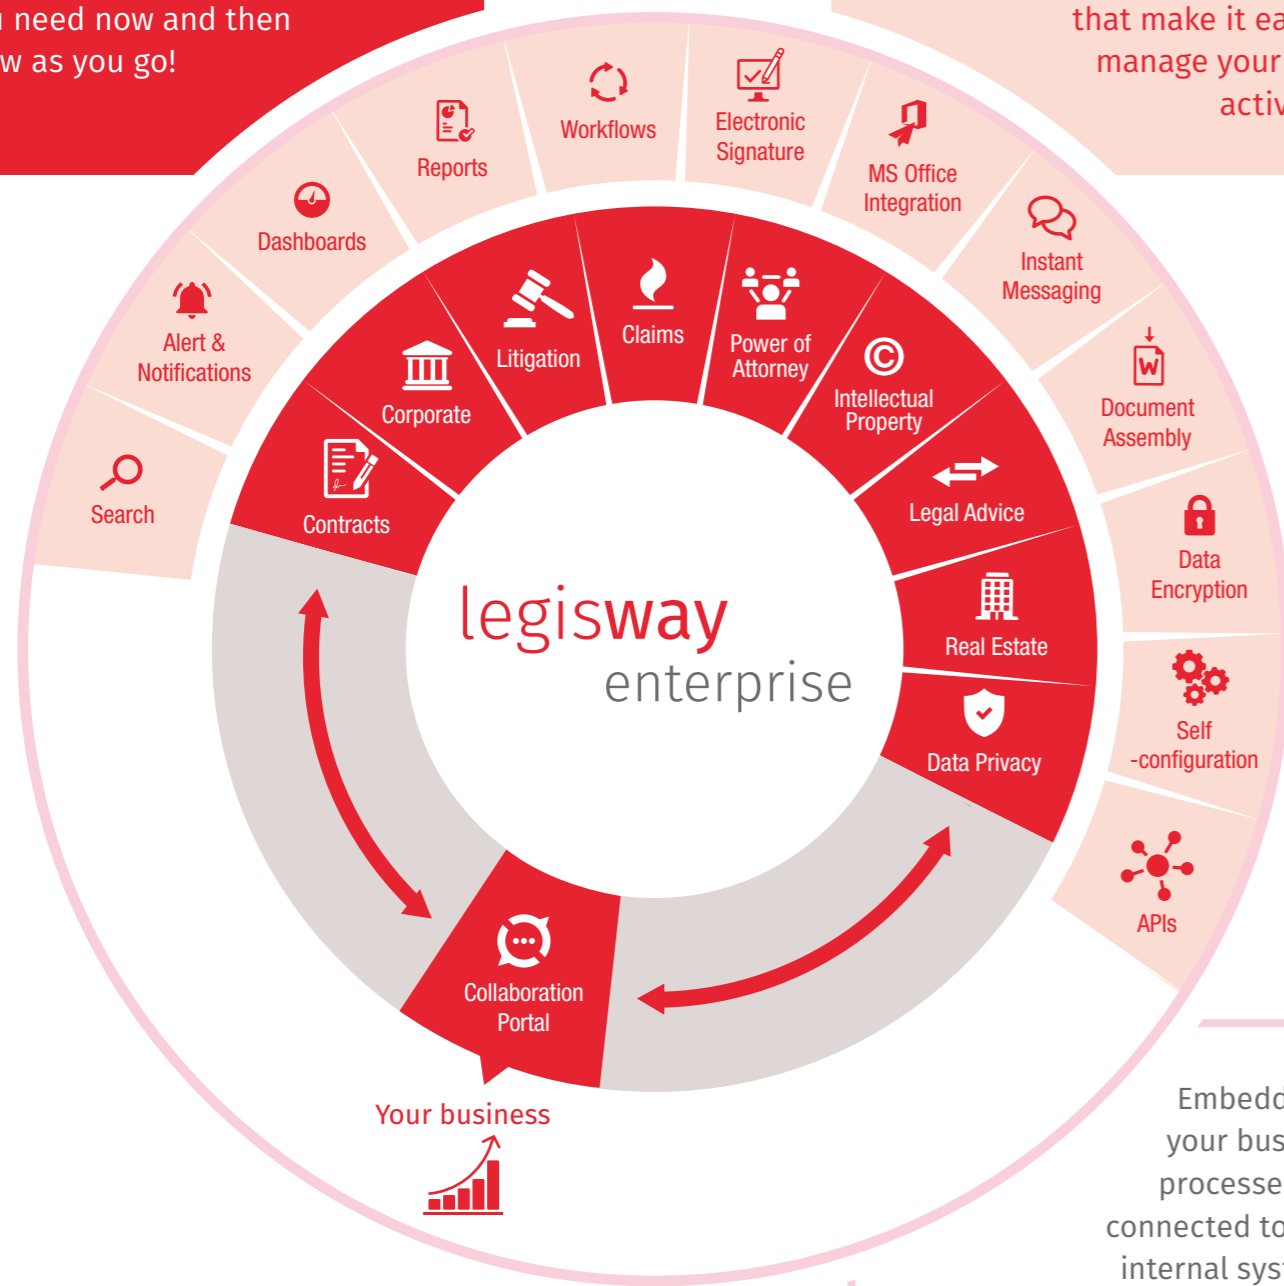 need now and then
w as you go!
that make it ea
manage your
activ
Search
Alert &
Notifications
Dashboards
Reports
Workflows
Electronic
Signature
MS Office
Integration
Instant
Messaging
Document
Assembly
W
Data
Encryption
Self
-configuration
APIs
Contracts
Corporate
Litigation
Claims
Power of
Attorney
©
Intellectual
Property
Legal Advice
Real Estate
Data Privacy
legisway
enterprise
Collaboration
Portal
Your business
Embedd
your bus
processe
connected to
internal sys